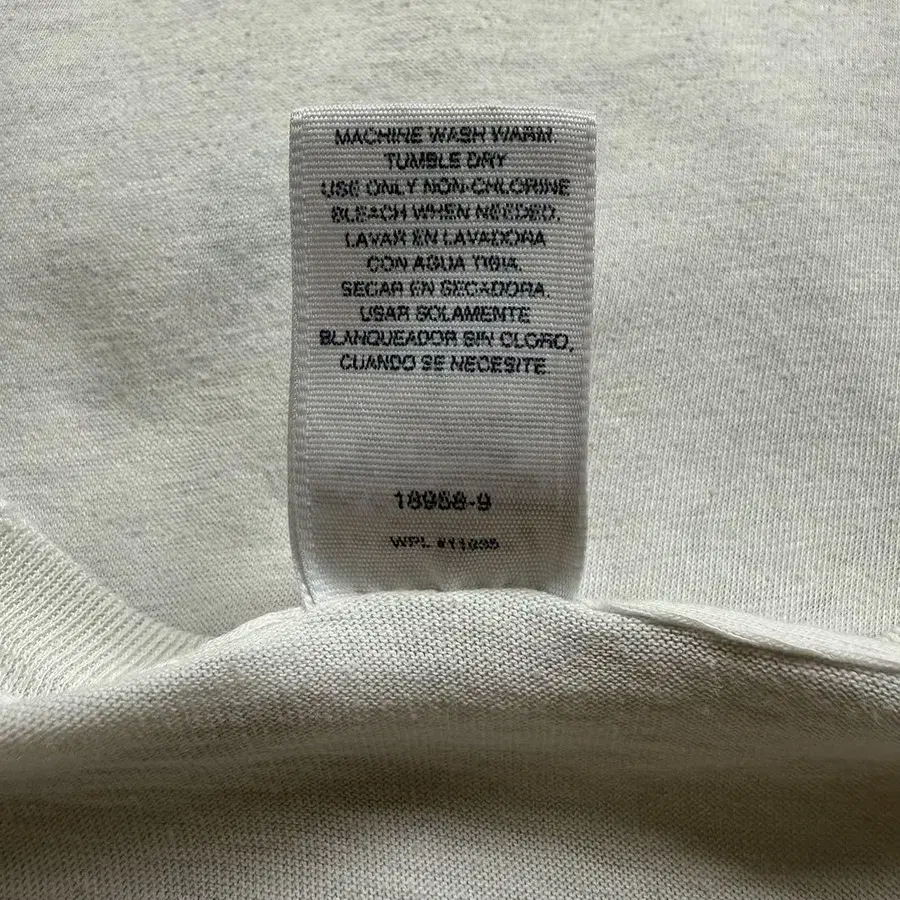 MACHINE WASH WARM.
TUMBLE DRY
USE ONLY NON-CHLORINE
BLEACH WHEN NEEDED.
LAVAR EN LAVADORA
CON AGUA TIBIA.
SECAR EN SECADORA.
USAR SOLAMENTE
BLANQUEADOR SIN CLORO,
CUANDO SE NECESITE.
18958-9
WPL